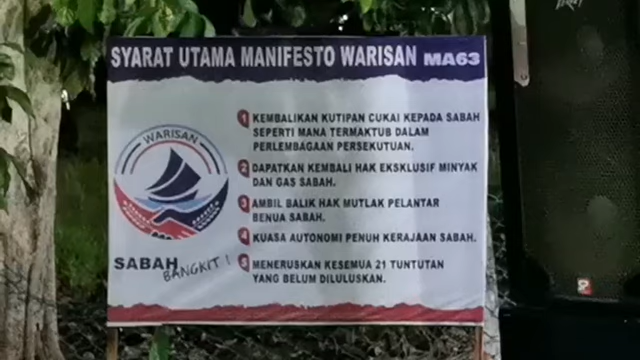 SYARAT UTAMA MANIFESTO WARISAN MA63
1 KEMBALIKAN KUTIPAN CUKAI KEPADA SABAH
SEPERTI MANA TERMAKTUB DALAM
PERLEMBAGAAN PERSEKUTUAN.
2 DAPATKAN KEMBALI HAK EKSKLUSIF MINYAK
DAN GAS SABAH.
3 AMBIL BALIK HAK MUTLAK PELANTAR
BENUA SABAH.
4 KUASA AUTONOMI PENUH KERAJAAN SABAH.
5 MENERUSKAN KESEMUA 21 TUNTUTAN
YANG BELUM DILULUSKAN.
WARISAN
SABAH
BANGKIT!